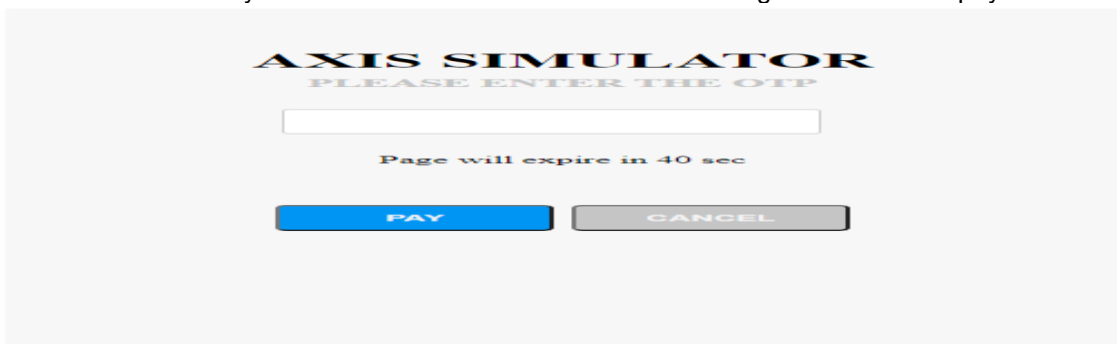 AXIS SIMULATOR
PLEASE ENTER THE OTP
Page will expire in 40 sec
PAY
CANCEL